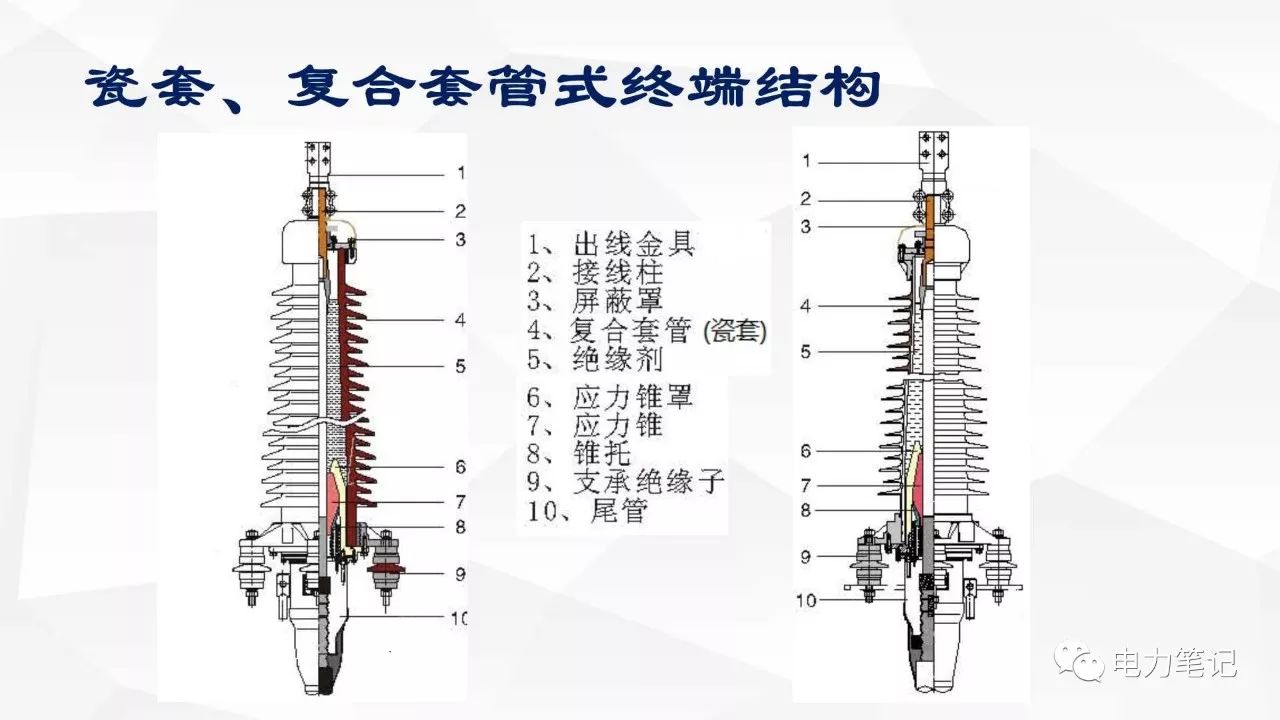 瓷套、复合套管式终端结构
1
2
3
4
5
6
7
8
9
10
1、出线金具
2、接线柱
3、屏蔽罩
4、复合套管(瓷套)
5、绝缘剂
6、应力锥罩
7、应力锥
8、锥托
9、支承绝缘子
10、尾管
1
2
3
4
5
6
7
8
9
10
电力笔记